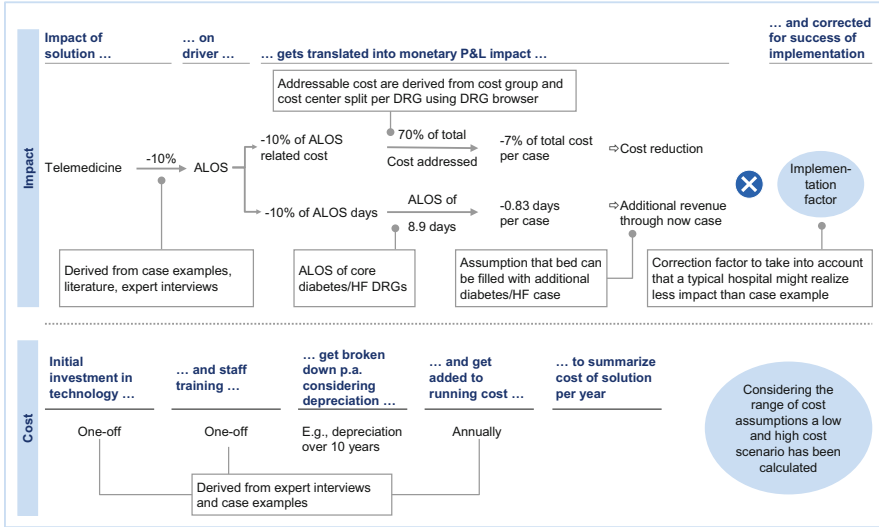 Impact of
solution …
… on
driver …
… gets translated into monetary P&L impact …
… and corrected
for success of
implementation
Addressable cost are derived from cost group and
cost center split per DRG using DRG browser
Impact
Telemedicine
-10%
ALOS
-10% of ALOS
related cost
70% of total
Cost addressed
-7% of total cost
per case
⇨Cost reduction
-10% of ALOS days
ALOS of
8.9 days
-0.83 days
per case
⇨Additional revenue
through now case
Implemen-
tation
factor
Derived from case examples,
literature, expert interviews
ALOS of core
diabetes/HF DRGs
Assumption that bed can
be filled with additional
diabetes/HF case
Correction factor to take into account
that a typical hospital might realize
less impact than case example
Cost
Initial
investment in
technology …
… and staff
training …
… get broken
down p.a.
considering
depreciation …
… and get
added to
running cost …
… to summarize
cost of solution
per year
One-off
One-off
E.g., depreciation
over 10 years
Annually
Derived from expert interviews
and case examples
Considering the
range of cost
assumptions a low
and high cost
scenario has been
calculated